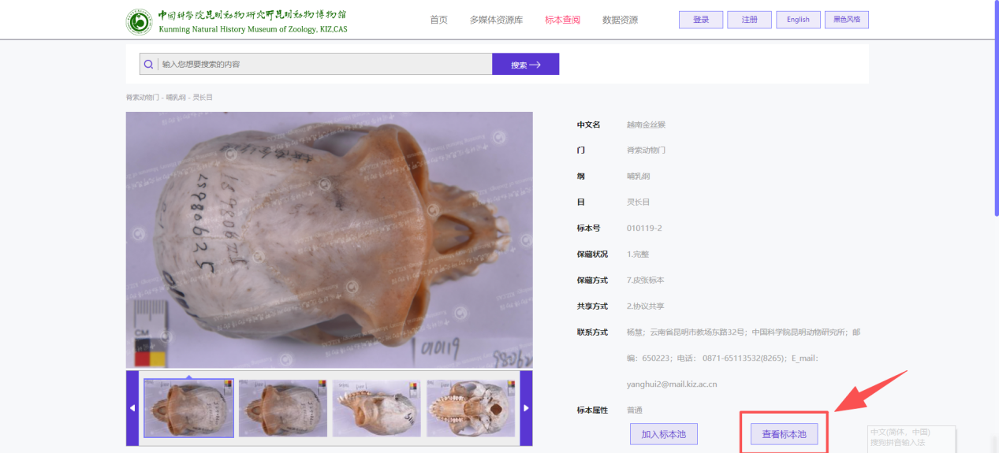 中国科学院昆明动物研究所昆明动物博物馆
Kunming Natural History Museum of Zoology, KIZ,CAS
首页 多媒体资源库 标本查阅 数据资源
登录 注册 English 黑色风格
输入您想要搜索的内容
搜索
脊索动物门 - 哺乳纲 - 灵长目
中文名 越南金丝猴
门 脊索动物门
纲 哺乳纲
目 灵长目
标本号 010119-2
保藏状况 1.完整
保藏方式 7.皮张标本
共享方式 2.协议共享
联系方式 杨慧；云南省昆明市教场东路32号；中国科学院昆明动物研究所；邮
编：650223；电话： 0871-65113532(8265)；E_mail：
yanghui2@mail.kiz.ac.cn
标本属性 普通
加入标本池 查看标本池
CM
010119
中文(简体，中国)
搜狗拼音输入法